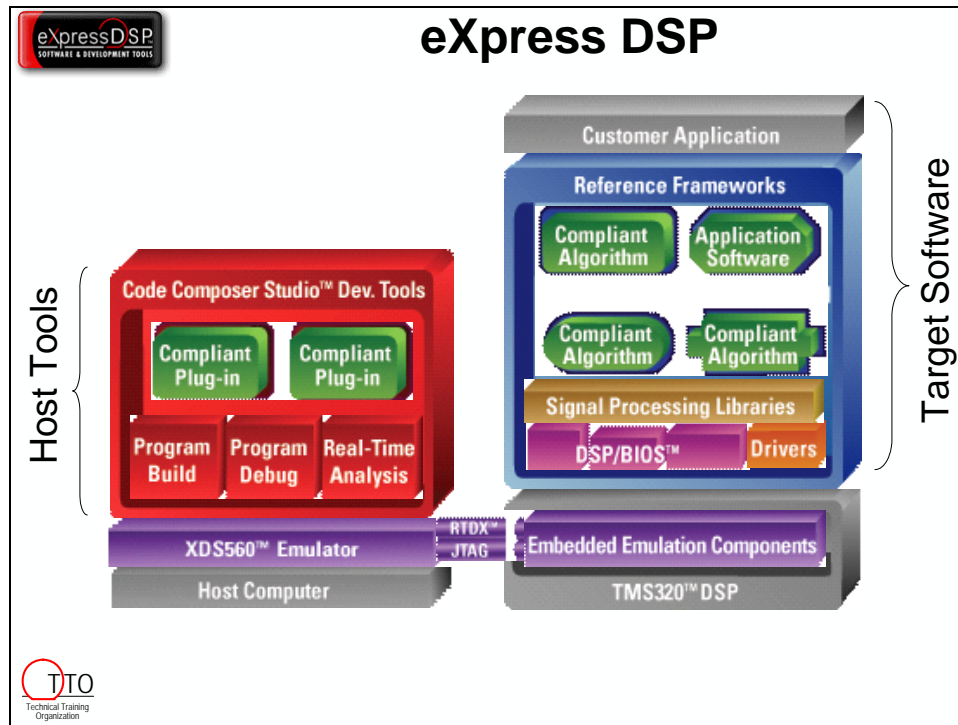 eXpressDSP™
SOFTWARE & DEVELOPMENT TOOLS
eXpress DSP
Host Tools
Code Composer Studio™ Dev. Tools
Compliant
Plug-in
Compliant
Plug-in
Program
Build
Program
Debug
Real-Time
Analysis
XDS560™ Emulator
Host Computer
RTDX™
JTAG
Customer Application
Reference Frameworks
Compliant
Algorithm
Application
Software
Compliant
Algorithm
Compliant
Algorithm
Signal Processing Libraries
DSP/BIOS™
Drivers
Embedded Emulation Components
TMS320™ DSP
Target Software
TTO
Technical Training
Organization